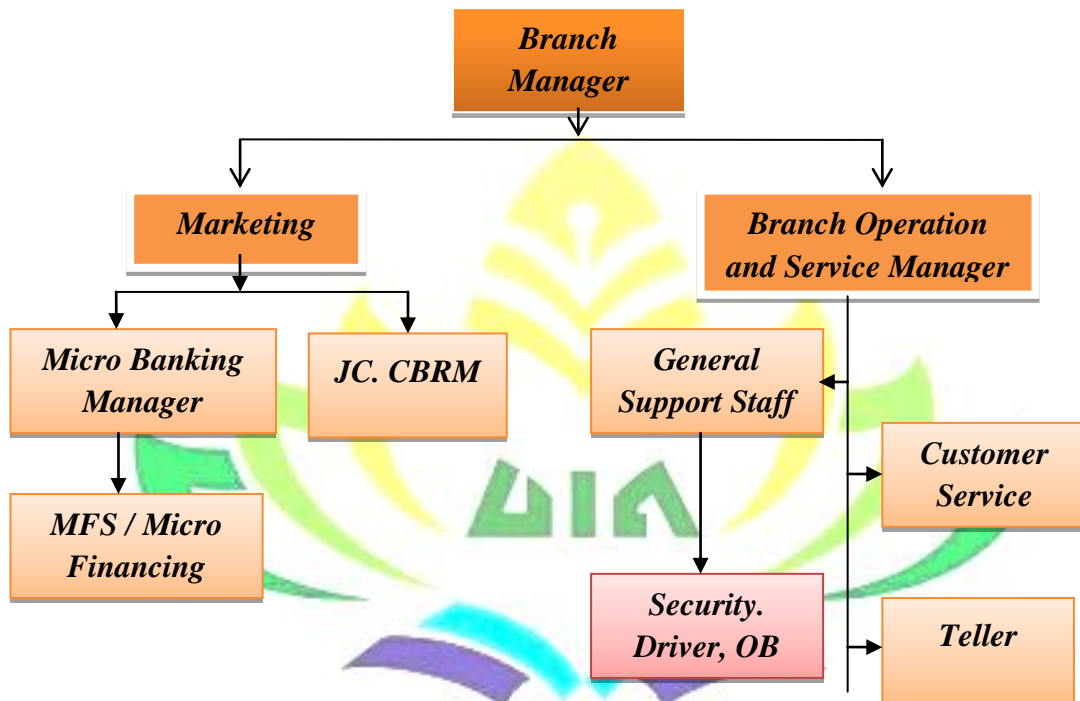 Branch
Manager
Marketing
Branch Operation
and Service Manager
Micro Banking
Manager
JC. CBRM
General
Support Staff
Customer
Service
MFS / Micro
Financing
Security.
Driver, OB
Teller
UIN